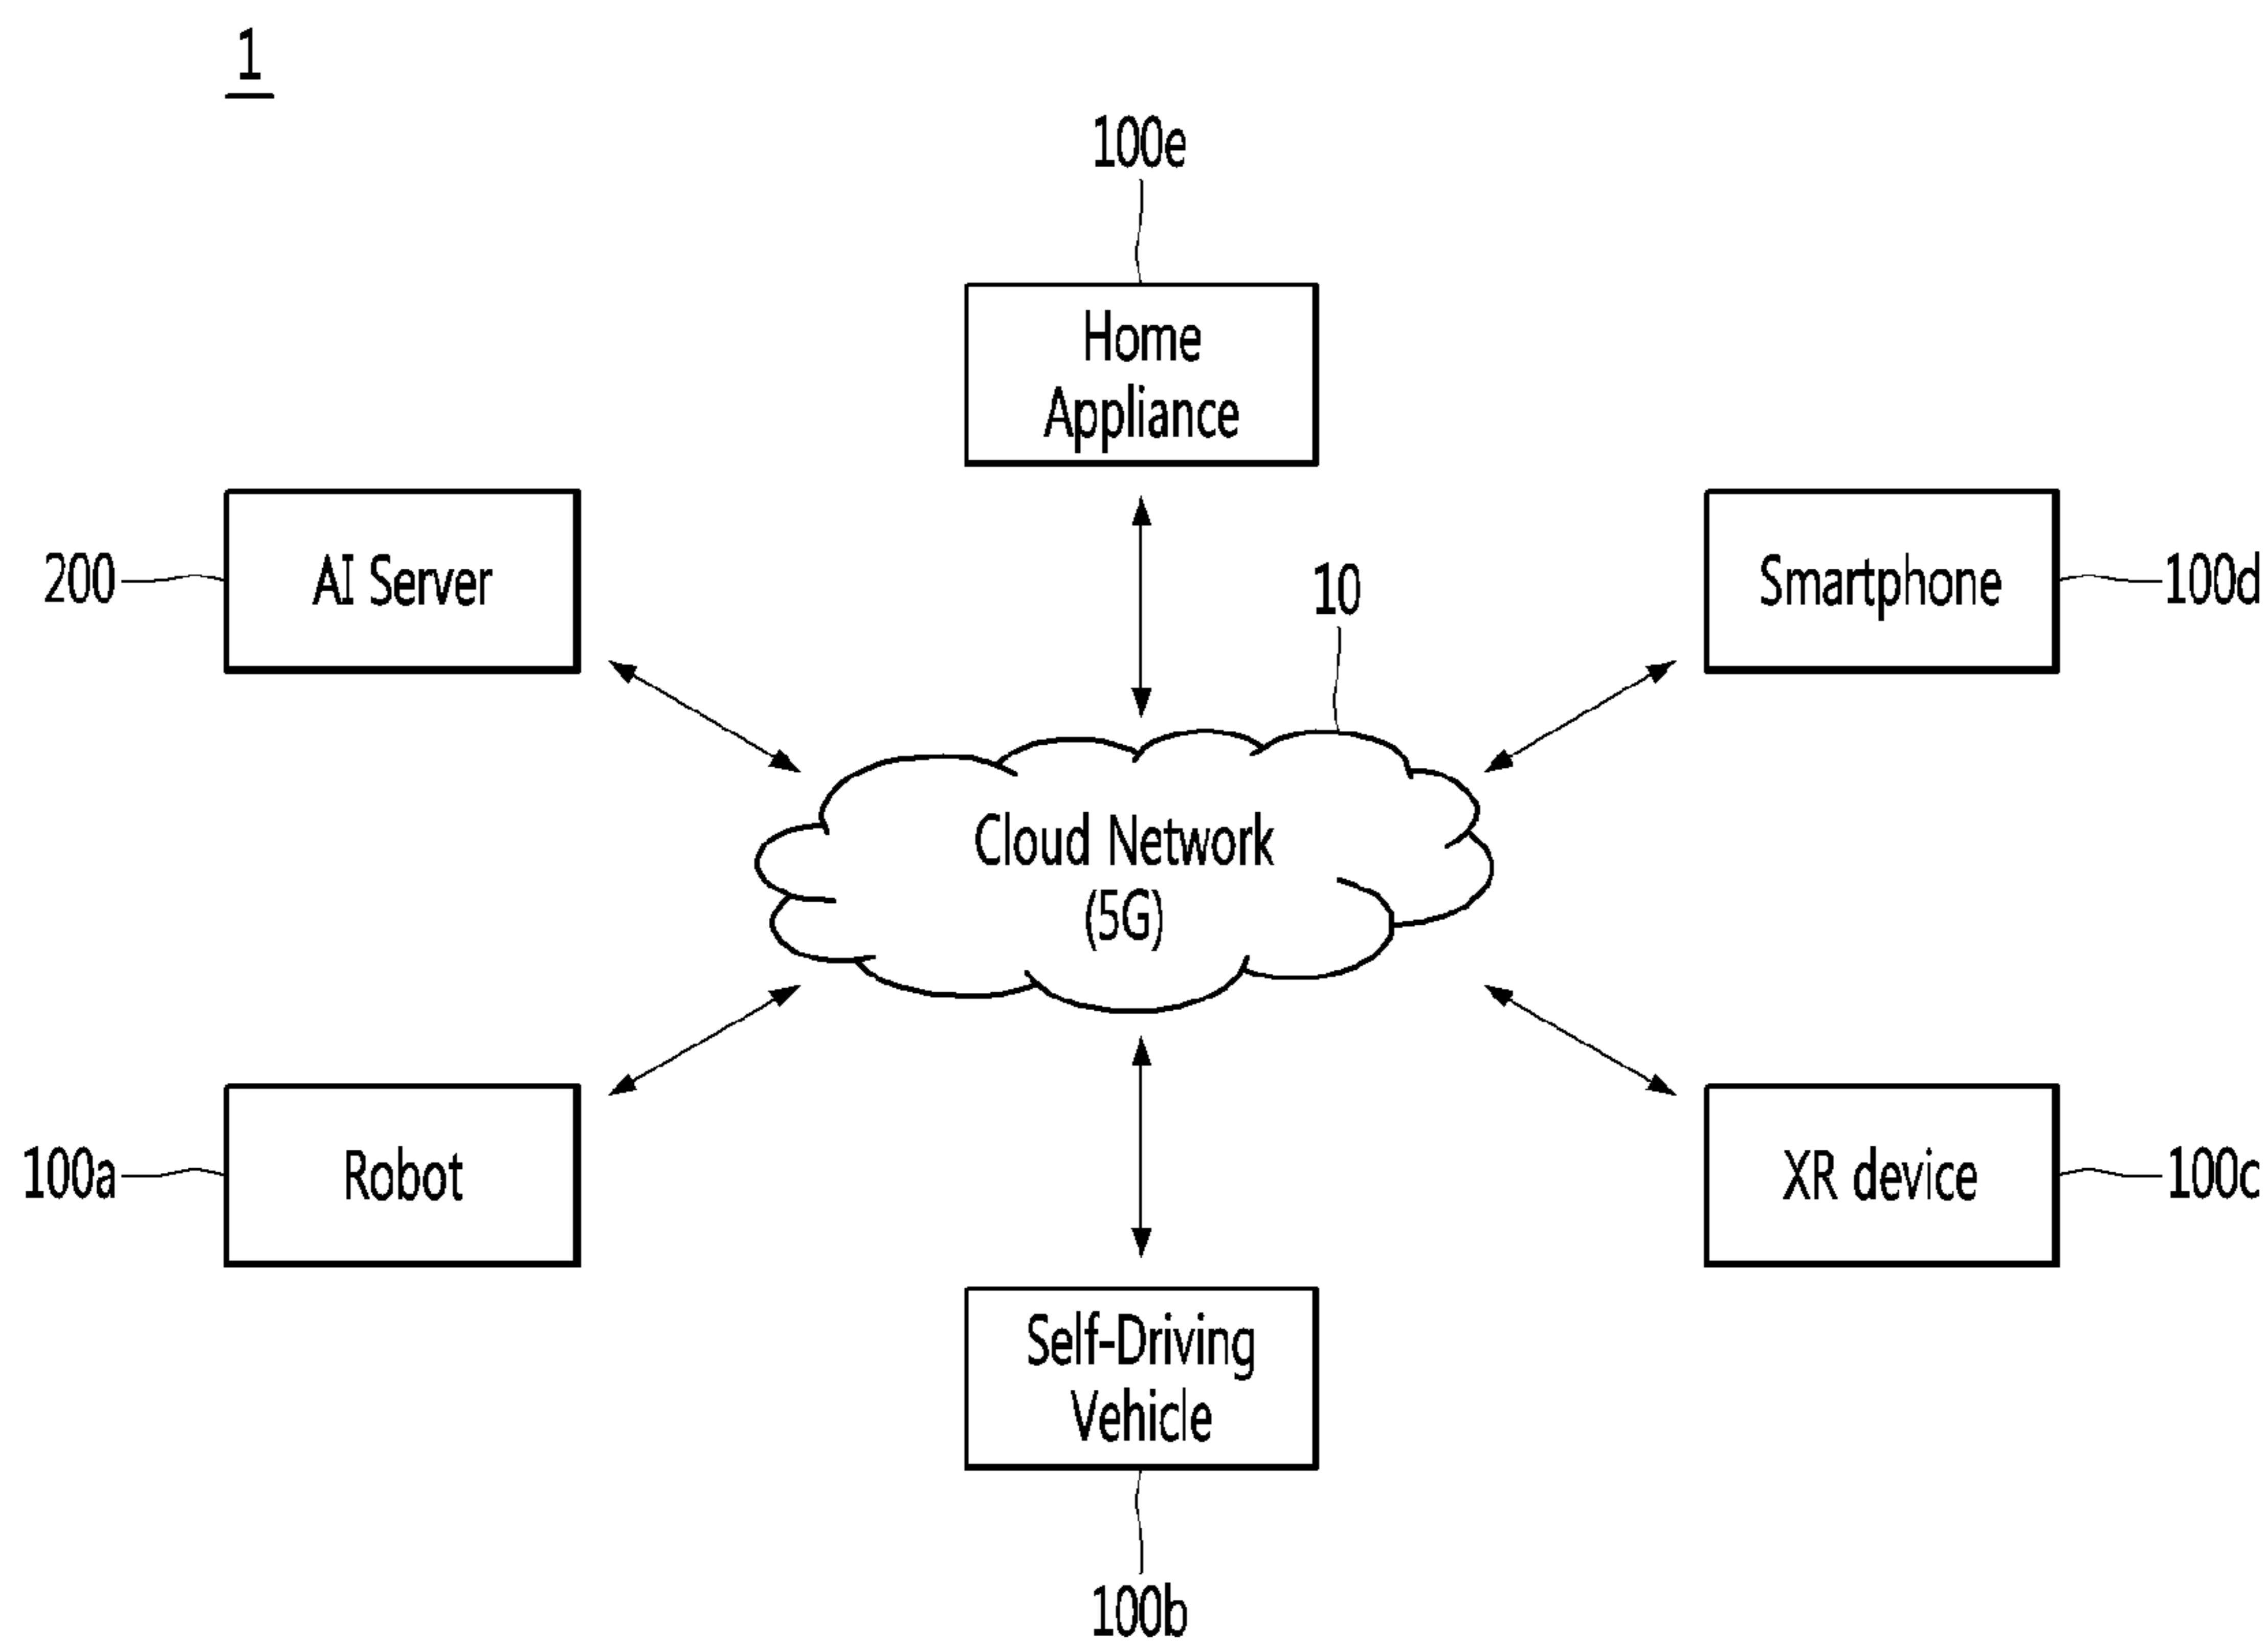 1
100e
Home
Appliance
200
AI Server
Smartphone
100d
10
Cloud Network
(5G)
100a
Robot
XR device
100c
Self-Driving
Vehicle
100b